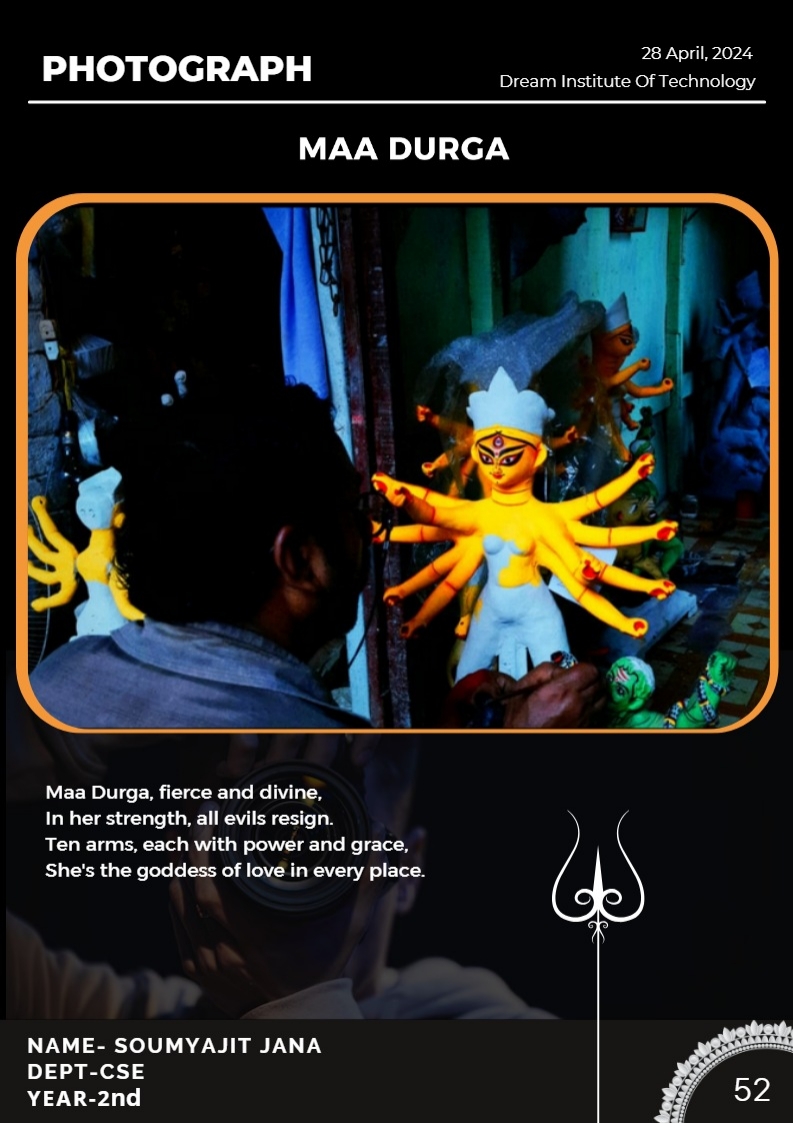 PHOTOGRAPH
28 April, 2024
Dream Institute Of Technology
MAA DURGA
Maa Durga, fierce and divine,
In her strength, all evils resign.
Ten arms, each with power and grace,
She's the goddess of love in every place.
NAME- SOUMYAJIT JANA
DEPT-CSE
YEAR-2nd
52